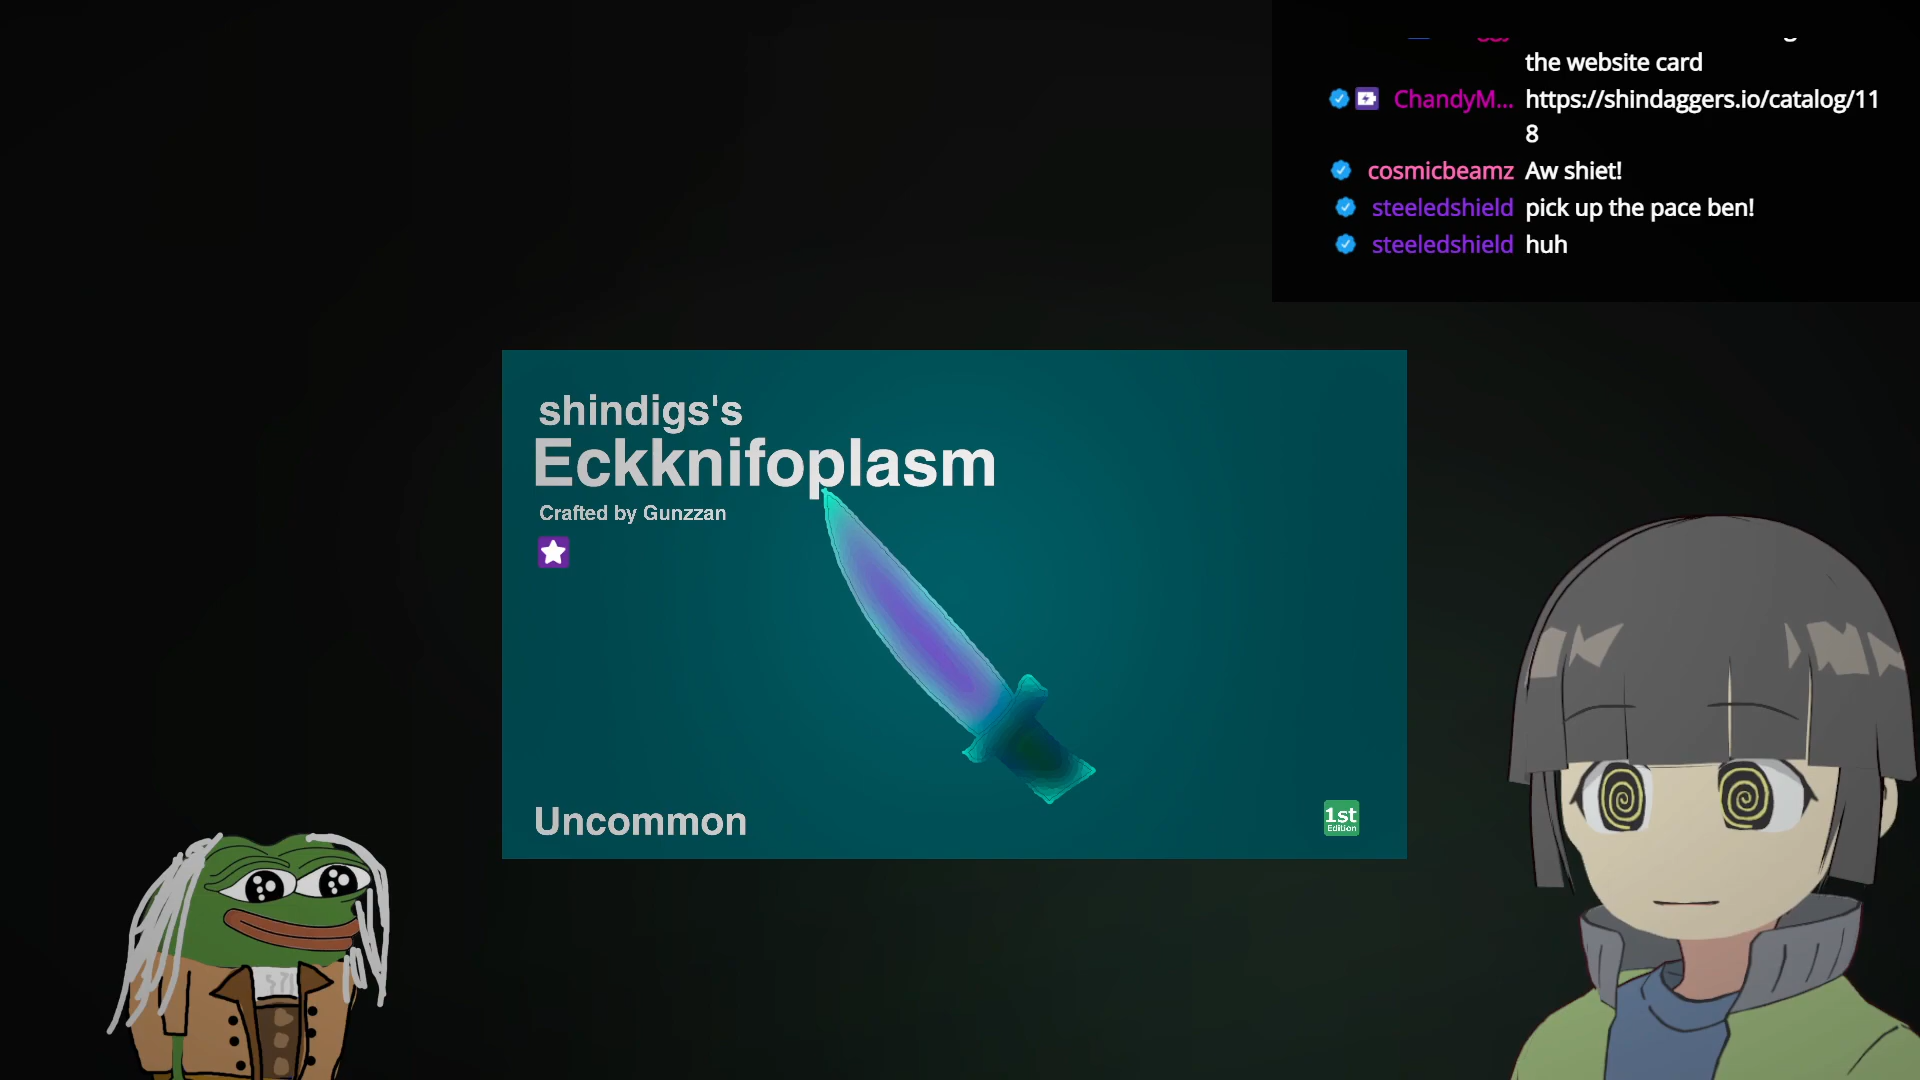 the website card
ChandyM... https://shindaggers.io/catalog/11
8
cosmicbeamz Aw shiet!
steeledshield pick up the pace ben!
steeledshield huh
shindigs's
Eckknifoplasm
Crafted by Gunzzan
Uncommon
1st
Edition